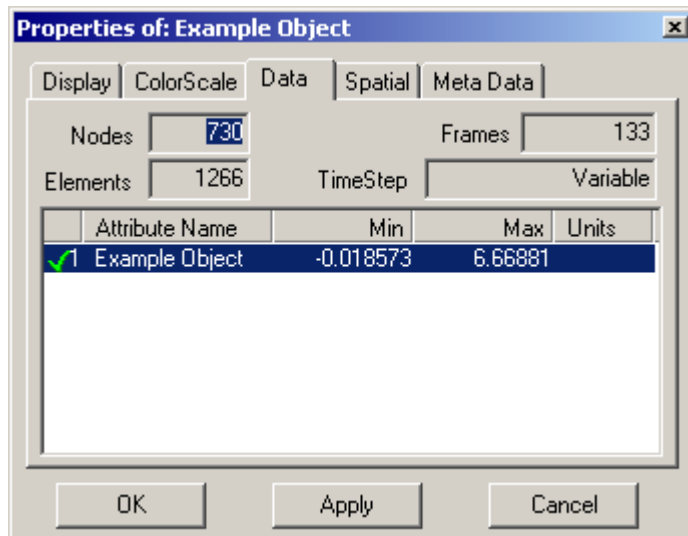 Properties of: Example Object
Display ColorScale Data Spatial Meta Data
Nodes 730 Frames 133
Elements 1266 TimeStep Variable
Attribute Name Min Max Units
1 Example Object -0.018573 6.66881
OK Apply Cancel